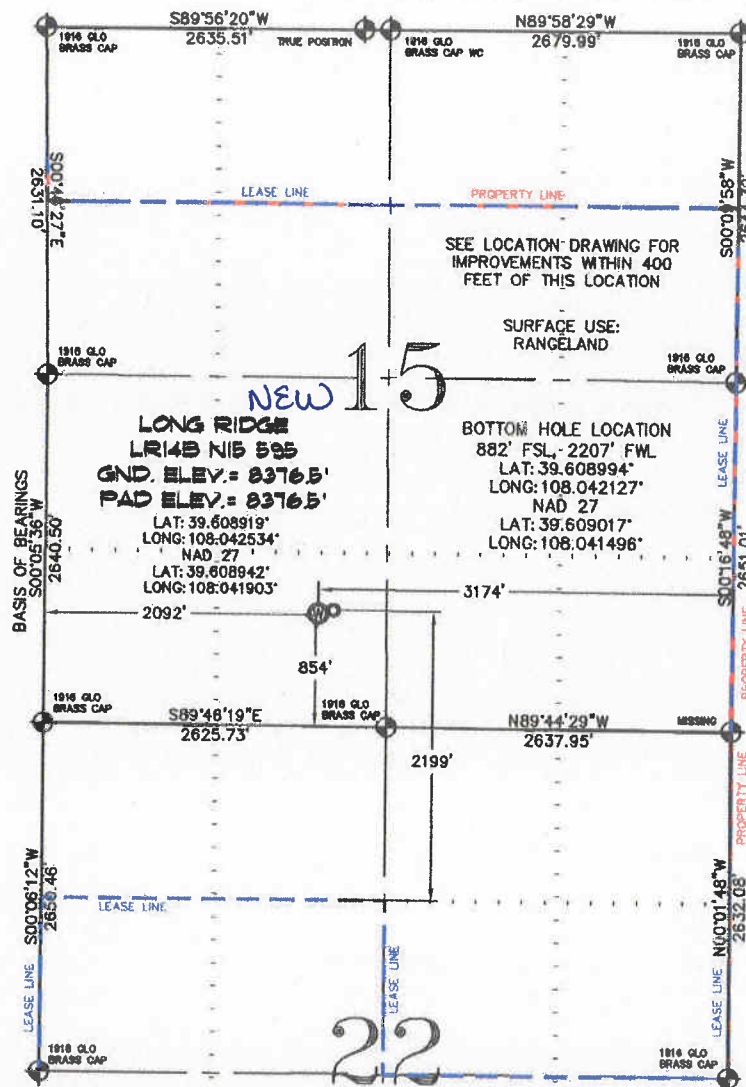 S89°56'20"W
2635.51'
N89°58'29"W
2679.99'
1916 GLO
BRASS CAP
TRUE POSITION
1916 GLO
BRASS CAP WC
1916 GLO
BRASS CAP
2631.10'
LEASE LINE
PROPERTY LINE
S00°09'58"W
SEE LOCATION DRAWING FOR
IMPROVEMENTS WITHIN 400
FEET OF THIS LOCATION
SURFACE USE:
RANGELAND
1916 GLO
BRASS CAP
1916 GLO
BRASS CAP
15
NEW
LONG RIDGE
LR14B N15 595
GND. ELEV.= 8376.5'
PAD ELEV.= 8376.5'
LAT: 39.608919°
LONG: 108.042534°
NAD 27
LAT: 39.608942°
LONG: 108.041903°
BOTTOM HOLE LOCATION
882' FSL, 2207' FWL
LAT: 39.608994°
LONG: 108.042127°
NAD 27
LAT: 39.609017°
LONG: 108.041496°
LEASE LINE
BASIS OF BEARINGS
S00°05'36"W
2640.50'
S00°16'48"W
2651.01'
3174'
2092'
854'
PROPERTY LINE
1916 GLO
BRASS CAP
S89°46'19"E
2625.73'
1916 GLO
BRASS CAP
N89°44'29"W
2637.95'
MISSING
2199'
PROPERTY LINE
S00°06'12"W
LEASE LINE
N00°01'48"W
2632.08'
LEASE LINE
LEASE LINE
LEASE LINE
22
BRASS CAP
BRASS CAP